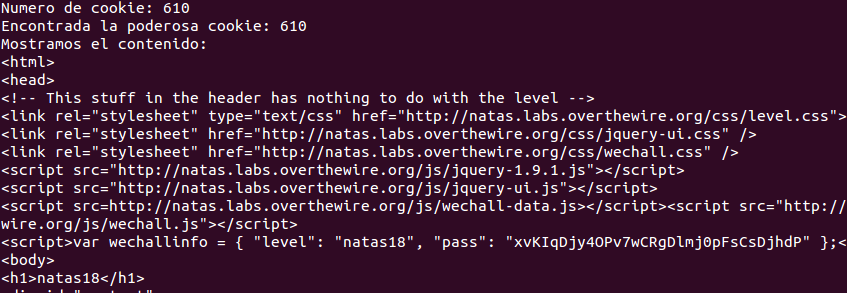 Numero de cookie: 610
Encontrada la poderosa cookie: 610
Mostramos el contenido:
<html>
<head>
<!-- This stuff in the header has nothing to do with the level -->
<link rel="stylesheet" type="text/css" href="http://natas.labs.overthewire.org/css/level.css">
<link rel="stylesheet" href="http://natas.labs.overthewire.org/css/jquery-ui.css" />
<link rel="stylesheet" href="http://natas.labs.overthewire.org/css/wechall.css" />
<script src="http://natas.labs.overthewire.org/js/jquery-1.9.1.js"></script>
<script src="http://natas.labs.overthewire.org/js/jquery-ui.js"></script>
<script src=http://natas.labs.overthewire.org/js/wechall-data.js></script><script src="http://
wire.org/js/wechall.js"></script>
<script>var wechallinfo = { "level": "natas18", "pass": "xvKIqDjy4OPv7wCRgDlmj0pFsCsDjhdP" };<
<body>
<h1>natas18</h1>